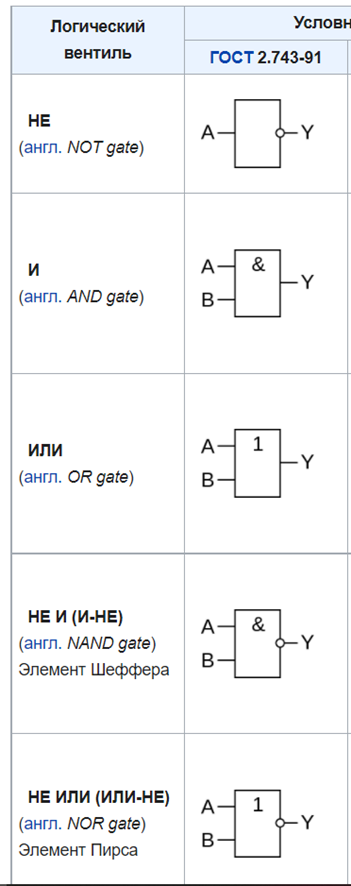 Логический
вентиль
Условн
ГОСТ 2.743-91
НЕ
(англ. NOT gate)
A
Y
И
(англ. AND gate)
A
&
B
Y
ИЛИ
(англ. OR gate)
A
1
B
Y
НЕ И (И-НЕ)
(англ. NAND gate)
Элемент Шеффера
A
&
B
Y
НЕ ИЛИ (ИЛИ-НЕ)
(англ. NOR gate)
Элемент Пирса
A
1
B
Y